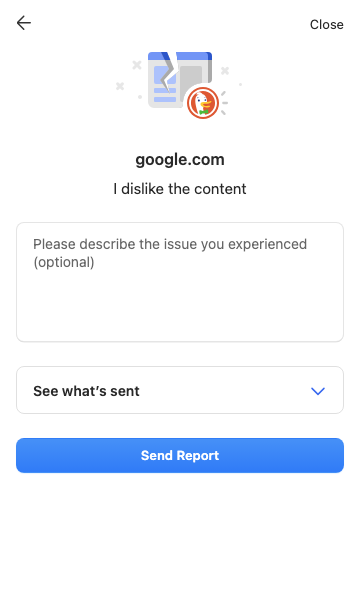 Close
google.com
I dislike the content
Please describe the issue you experienced
(optional)
See what’s sent
Send Report